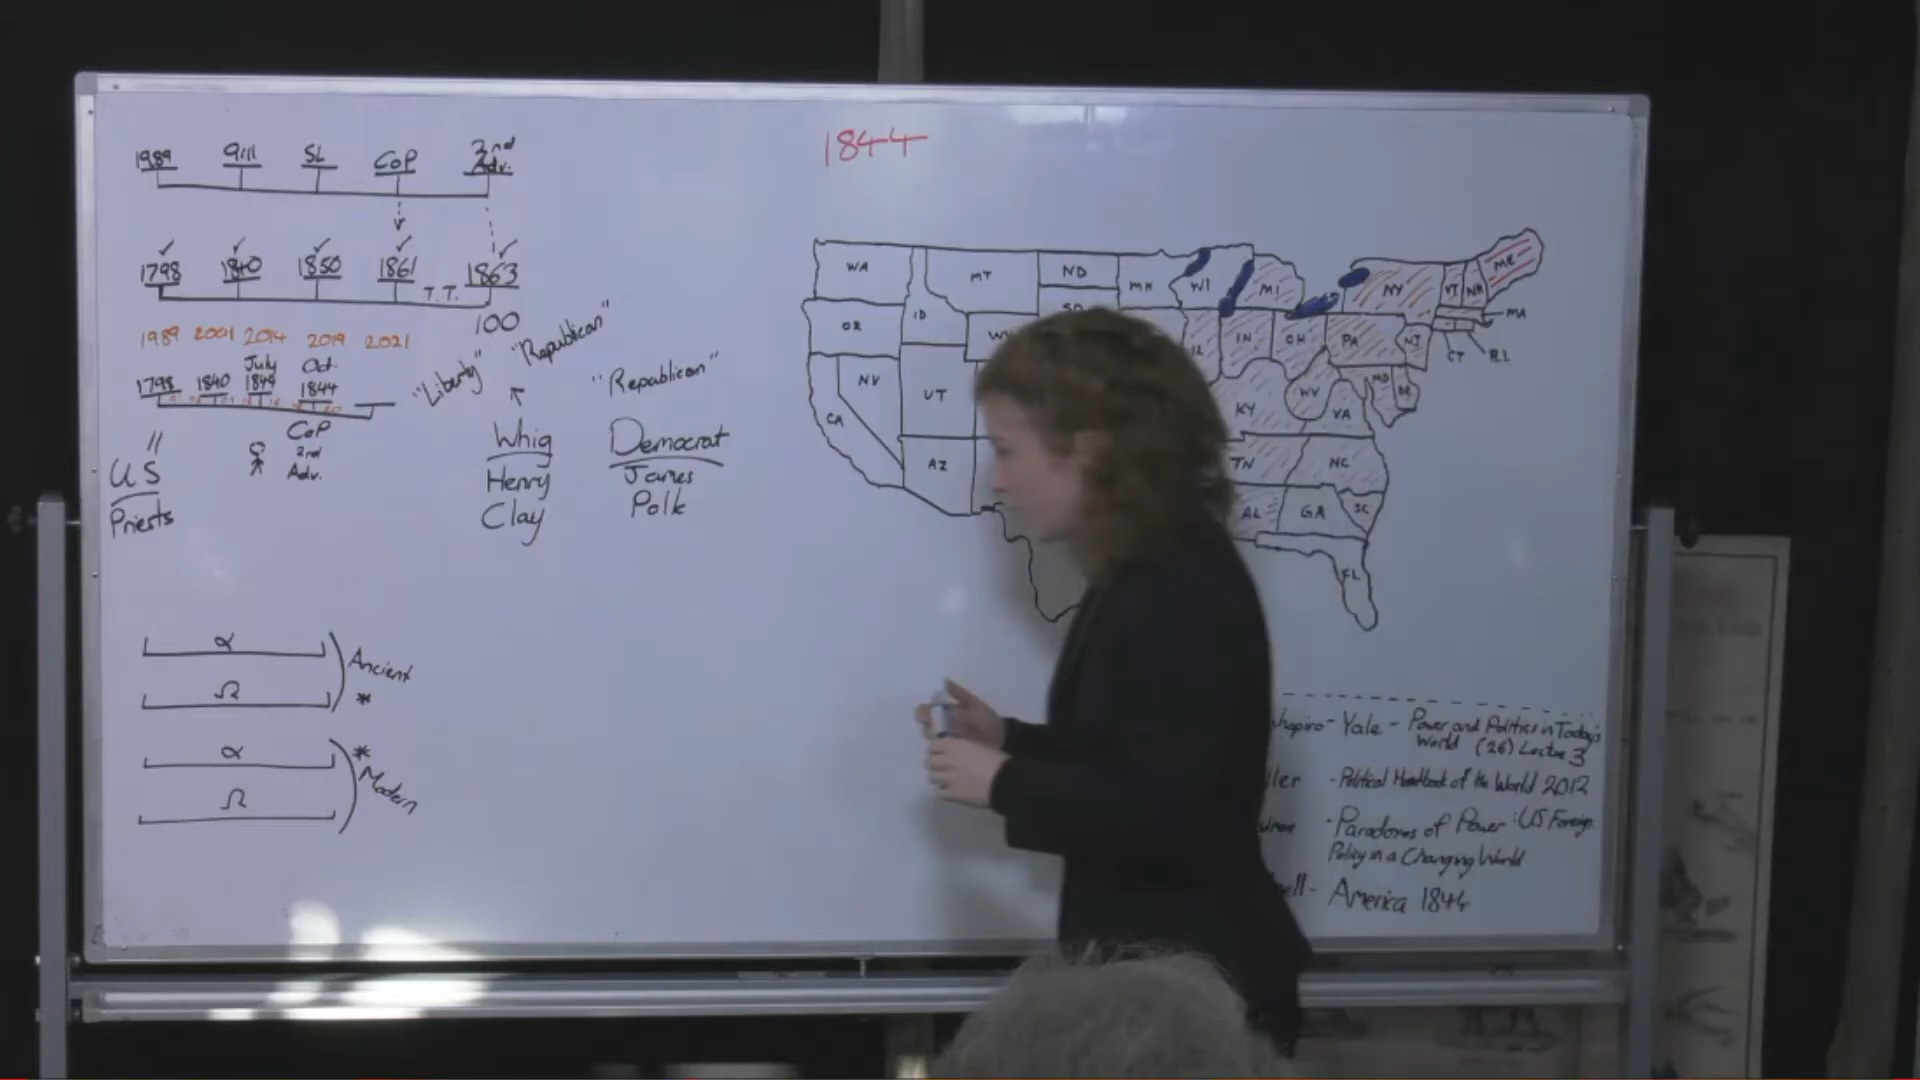 1844
1989 9/11 SL CoP 2nd Adv.
1798 1840 1850 1861 1863
T.T.
100
1989 2001 2014 2019 2021
July Oct.
1798 1840 1844 1844
CoP
2nd
Adv.
"
US
Priests
"Liberty" "Republican"
"Republican"
Whig Democrat
Henry James
Clay Polk
α
Ω
Ancient
*
α
Ω
*
Modern
WA MT ND MN WI MI NY VT NH ME
OR ID SD MA
IL IN OH PA NJ CT R.I.
NV UT KY WV VA MD DE
CA
AZ TN NC
AL GA SC
FL
Yale - Power and Politics in Today's
World (26) Lecture 3
- Political Handbook of the World 2012
Paradoxes of Power: US Foreign
Policy in a Changing World
America 1844